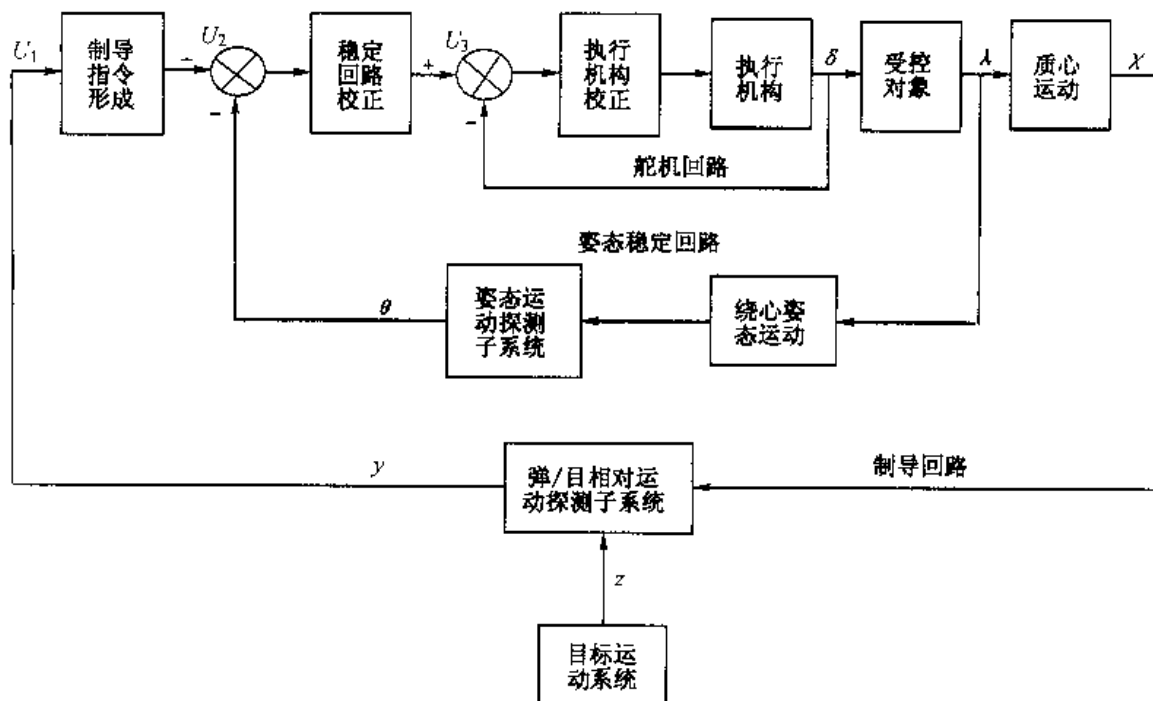 U₁
制导
指令
形成
+
U₂
-
稳定
回路
校正
+
U₃
-
执行
机构
校正
执行
机构
δ
受控
对象
λ
质心
运动
X
舵机回路
姿态稳定回路
θ
姿态运
动探测
子系统
绕心姿
态运动
y
弹/目相对运
动探测子系统
制导回路
z
目标运
动系统